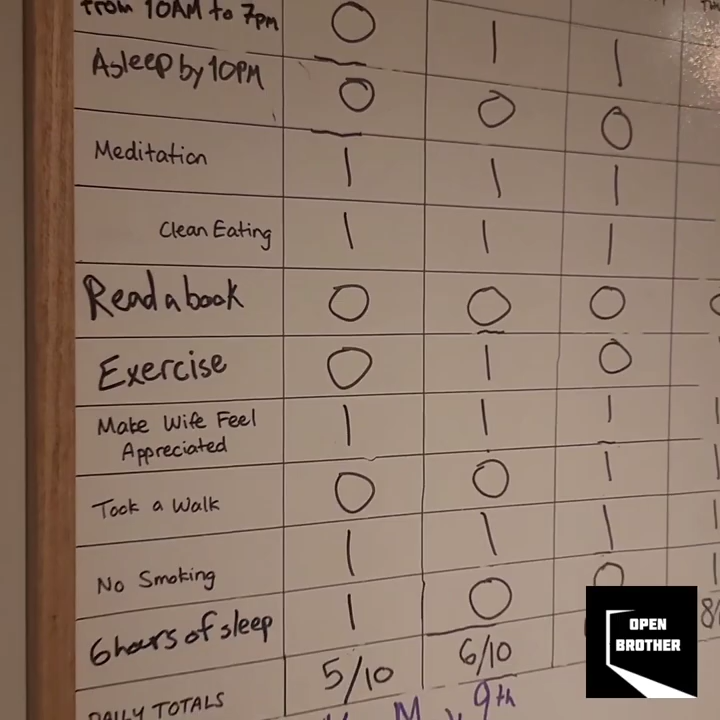 from 10AM to 7pm O | |
Asleep by 10PM O O O
Meditation | | |
Clean Eating | | |
Read a book O O O
Exercise O | O
Make Wife Feel | | |
Appreciated
Took a Walk O O |
No Smoking | | |
6 hours of sleep | O O
DAILY TOTALS 5/10 6/10
9th
OPEN
BROTHER